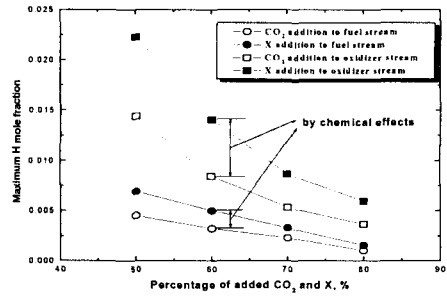 0.025
0.020
0.015
0.010
0.005
0.000
Maximum H mole fraction
CO₂ addition to fuel stream
X addition to fuel stream
CO₂ addition to oxidizer stream
X addition to oxidizer stream
by chemical effects
40 50 60 70 80 90
Percentage of added CO₂ and X, %